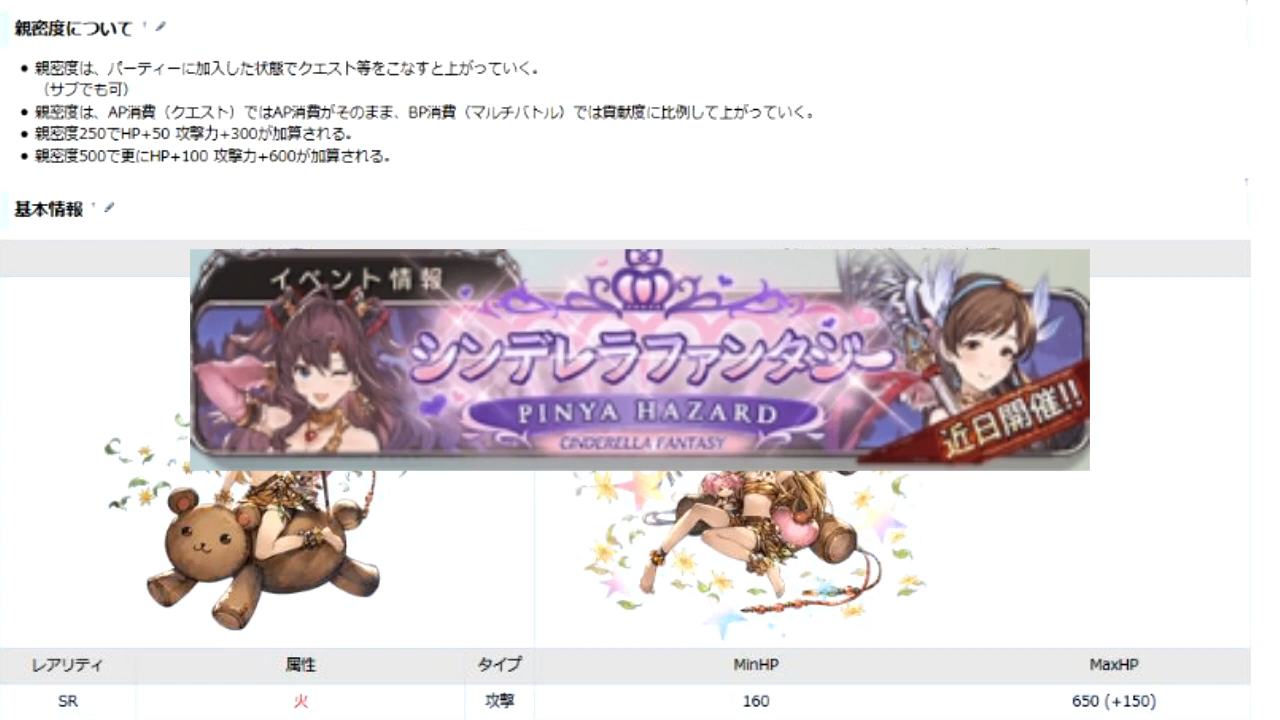 親密度について
● 親密度は、パーティーに加入した状態でクエスト等をこなすと上がっていく。
（サブでも可）
● 親密度は、AP消費（クエスト）ではAP消費がそのまま、BP消費（マルチバトル）では貢献度に比例して上がっていく。
● 親密度250でHP+50 攻撃力+300が加算される。
● 親密度500で更にHP+100 攻撃力+600が加算される。
基本情報
イベント情報
シンデレラファンタジー
PINYA HAZARD
CINDERELLA FANTASY
近日開催!!
レアリティ 属性 タイプ MinHP MaxHP
SR 火 攻撃 160 650 (+150)